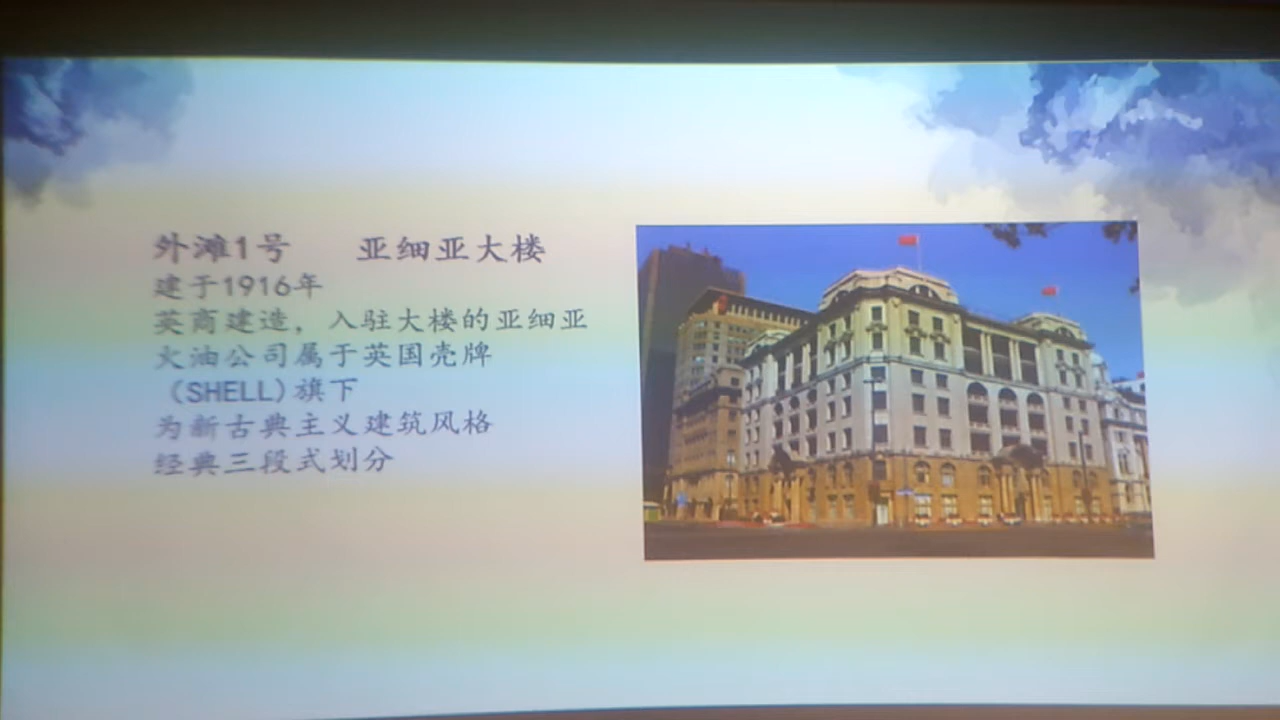 外滩1号 亚细亚大楼
建于1916年
英商建造，入驻大楼的亚细亚
火油公司属于英国壳牌
（SHELL）旗下
为新古典主义建筑风格
经典三段式划分